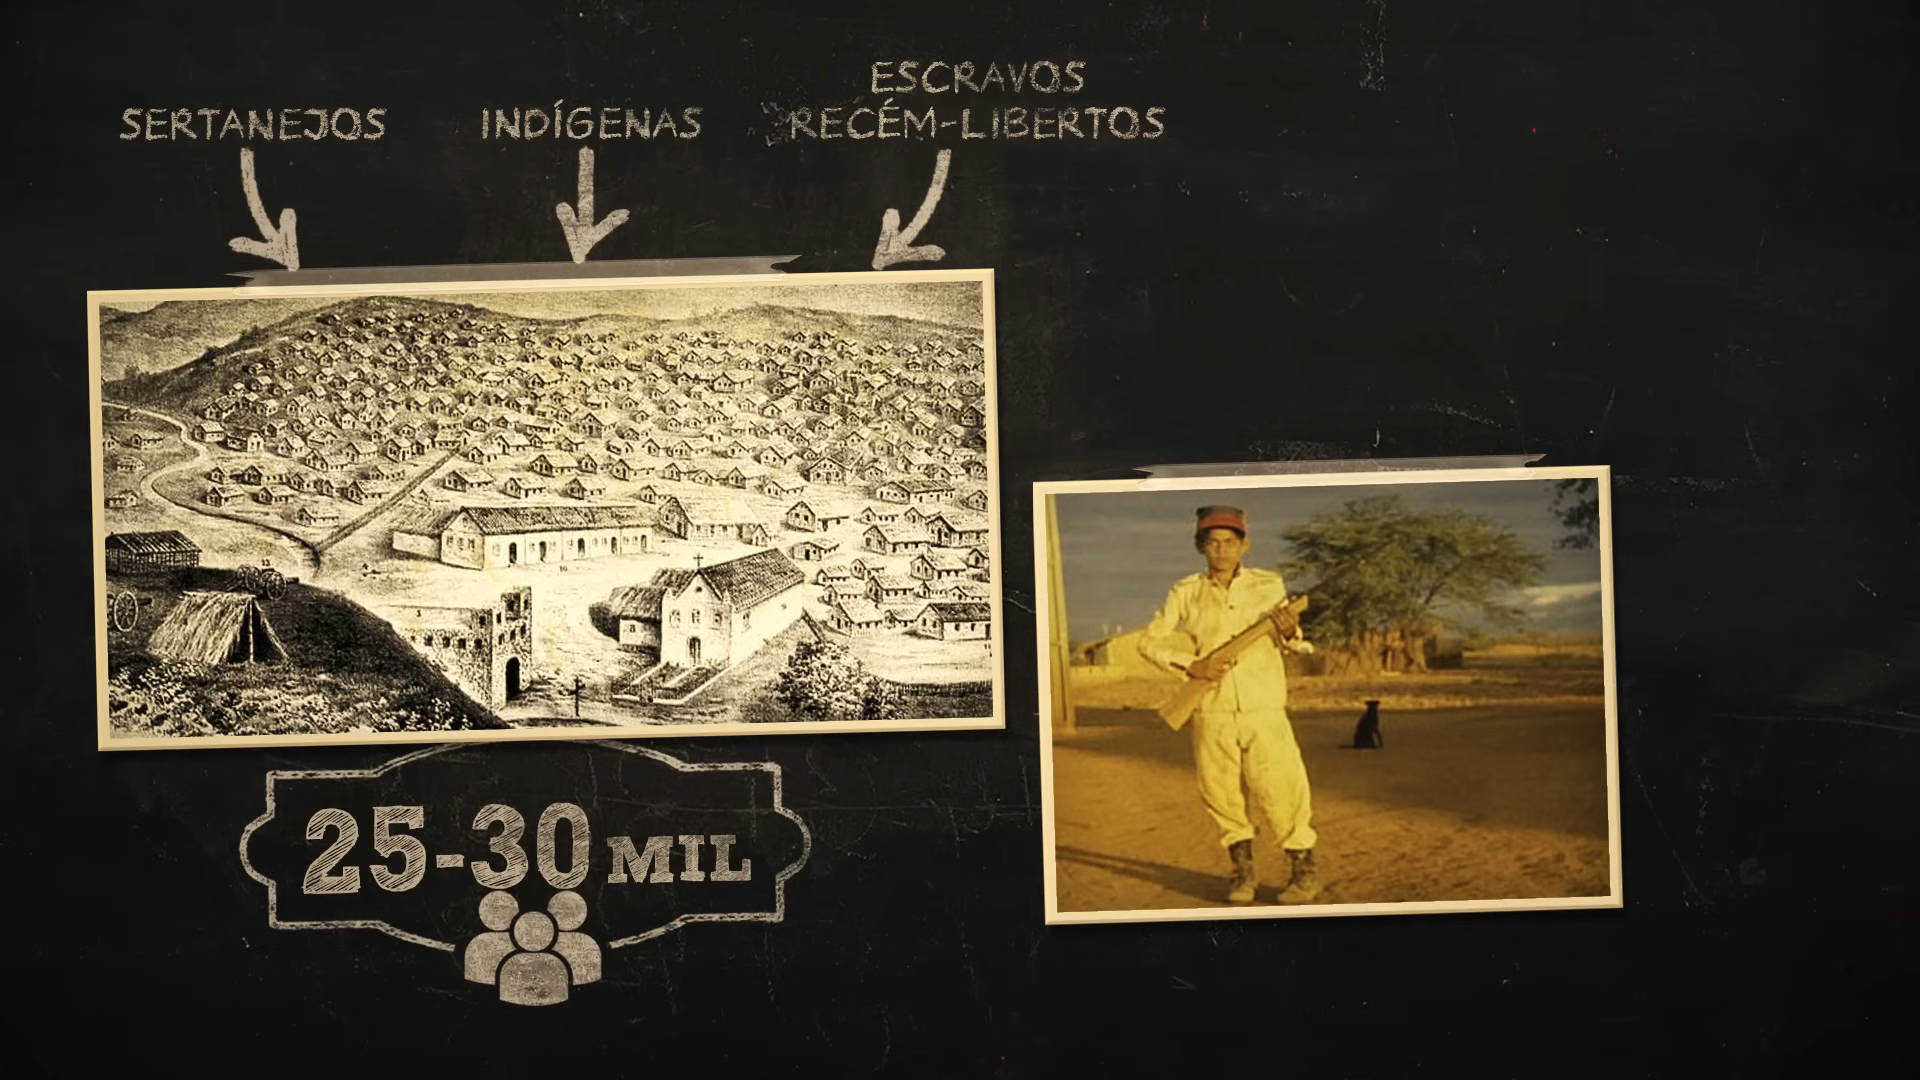 SERTANEJOS
INDÍGENAS
ESCRAVOS
RECÉM-LIBERTOS
25-30 MIL